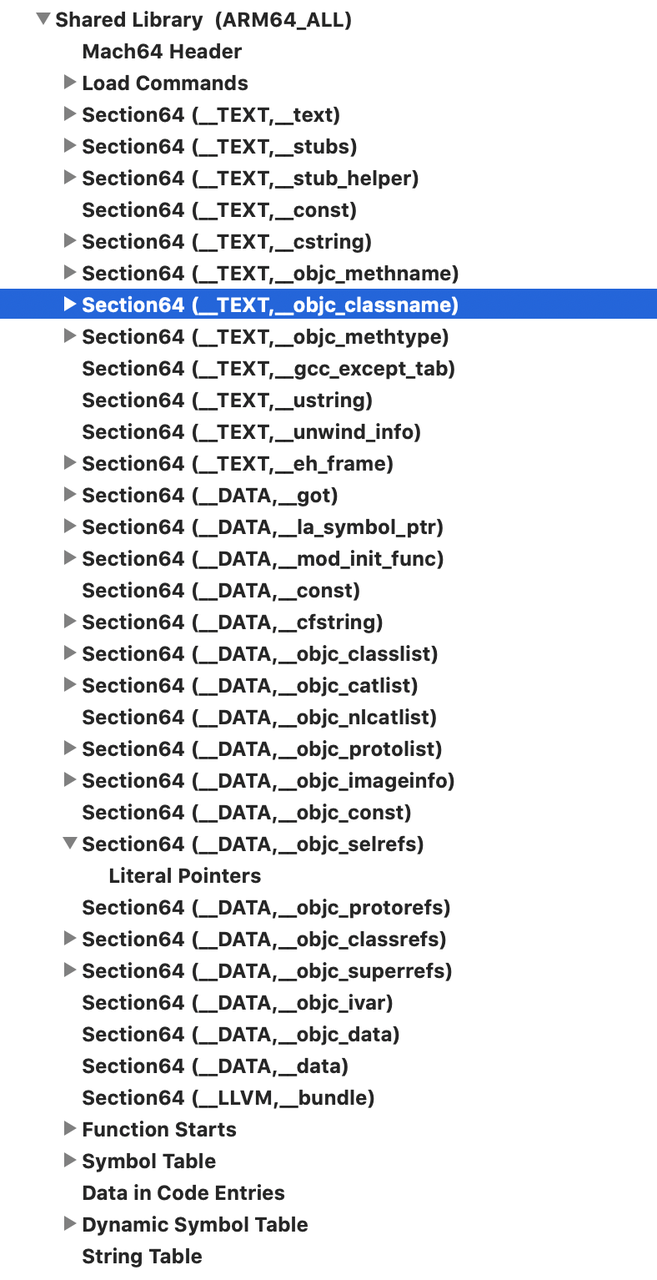 Shared Library (ARM64_ALL)
Mach64 Header
Load Commands
Section64 (__TEXT,__text)
Section64 (__TEXT,__stubs)
Section64 (__TEXT,__stub_helper)
Section64 (__TEXT,__const)
Section64 (__TEXT,__cstring)
Section64 (__TEXT,__objc_methname)
Section64 (__TEXT,__objc_classname)
Section64 (__TEXT,__objc_methtype)
Section64 (__TEXT,__gcc_except_tab)
Section64 (__TEXT,__ustring)
Section64 (__TEXT,__unwind_info)
Section64 (__TEXT,__eh_frame)
Section64 (__DATA,__got)
Section64 (__DATA,__la_symbol_ptr)
Section64 (__DATA,__mod_init_func)
Section64 (__DATA,__const)
Section64 (__DATA,__cfstring)
Section64 (__DATA,__objc_classlist)
Section64 (__DATA,__objc_catlist)
Section64 (__DATA,__objc_nlcatlist)
Section64 (__DATA,__objc_protolist)
Section64 (__DATA,__objc_imageinfo)
Section64 (__DATA,__objc_const)
Section64 (__DATA,__objc_selrefs)
Literal Pointers
Section64 (__DATA,__objc_protorefs)
Section64 (__DATA,__objc_classrefs)
Section64 (__DATA,__objc_superrefs)
Section64 (__DATA,__objc_ivar)
Section64 (__DATA,__objc_data)
Section64 (__DATA,__data)
Section64 (__LLVM,__bundle)
Function Starts
Symbol Table
Data in Code Entries
Dynamic Symbol Table
String Table